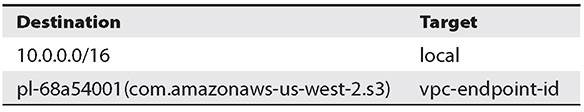 Destination Target
10.0.0.0/16 local
pl-68a54001(com.amazonaws-us-west-2.s3) vpc-endpoint-id